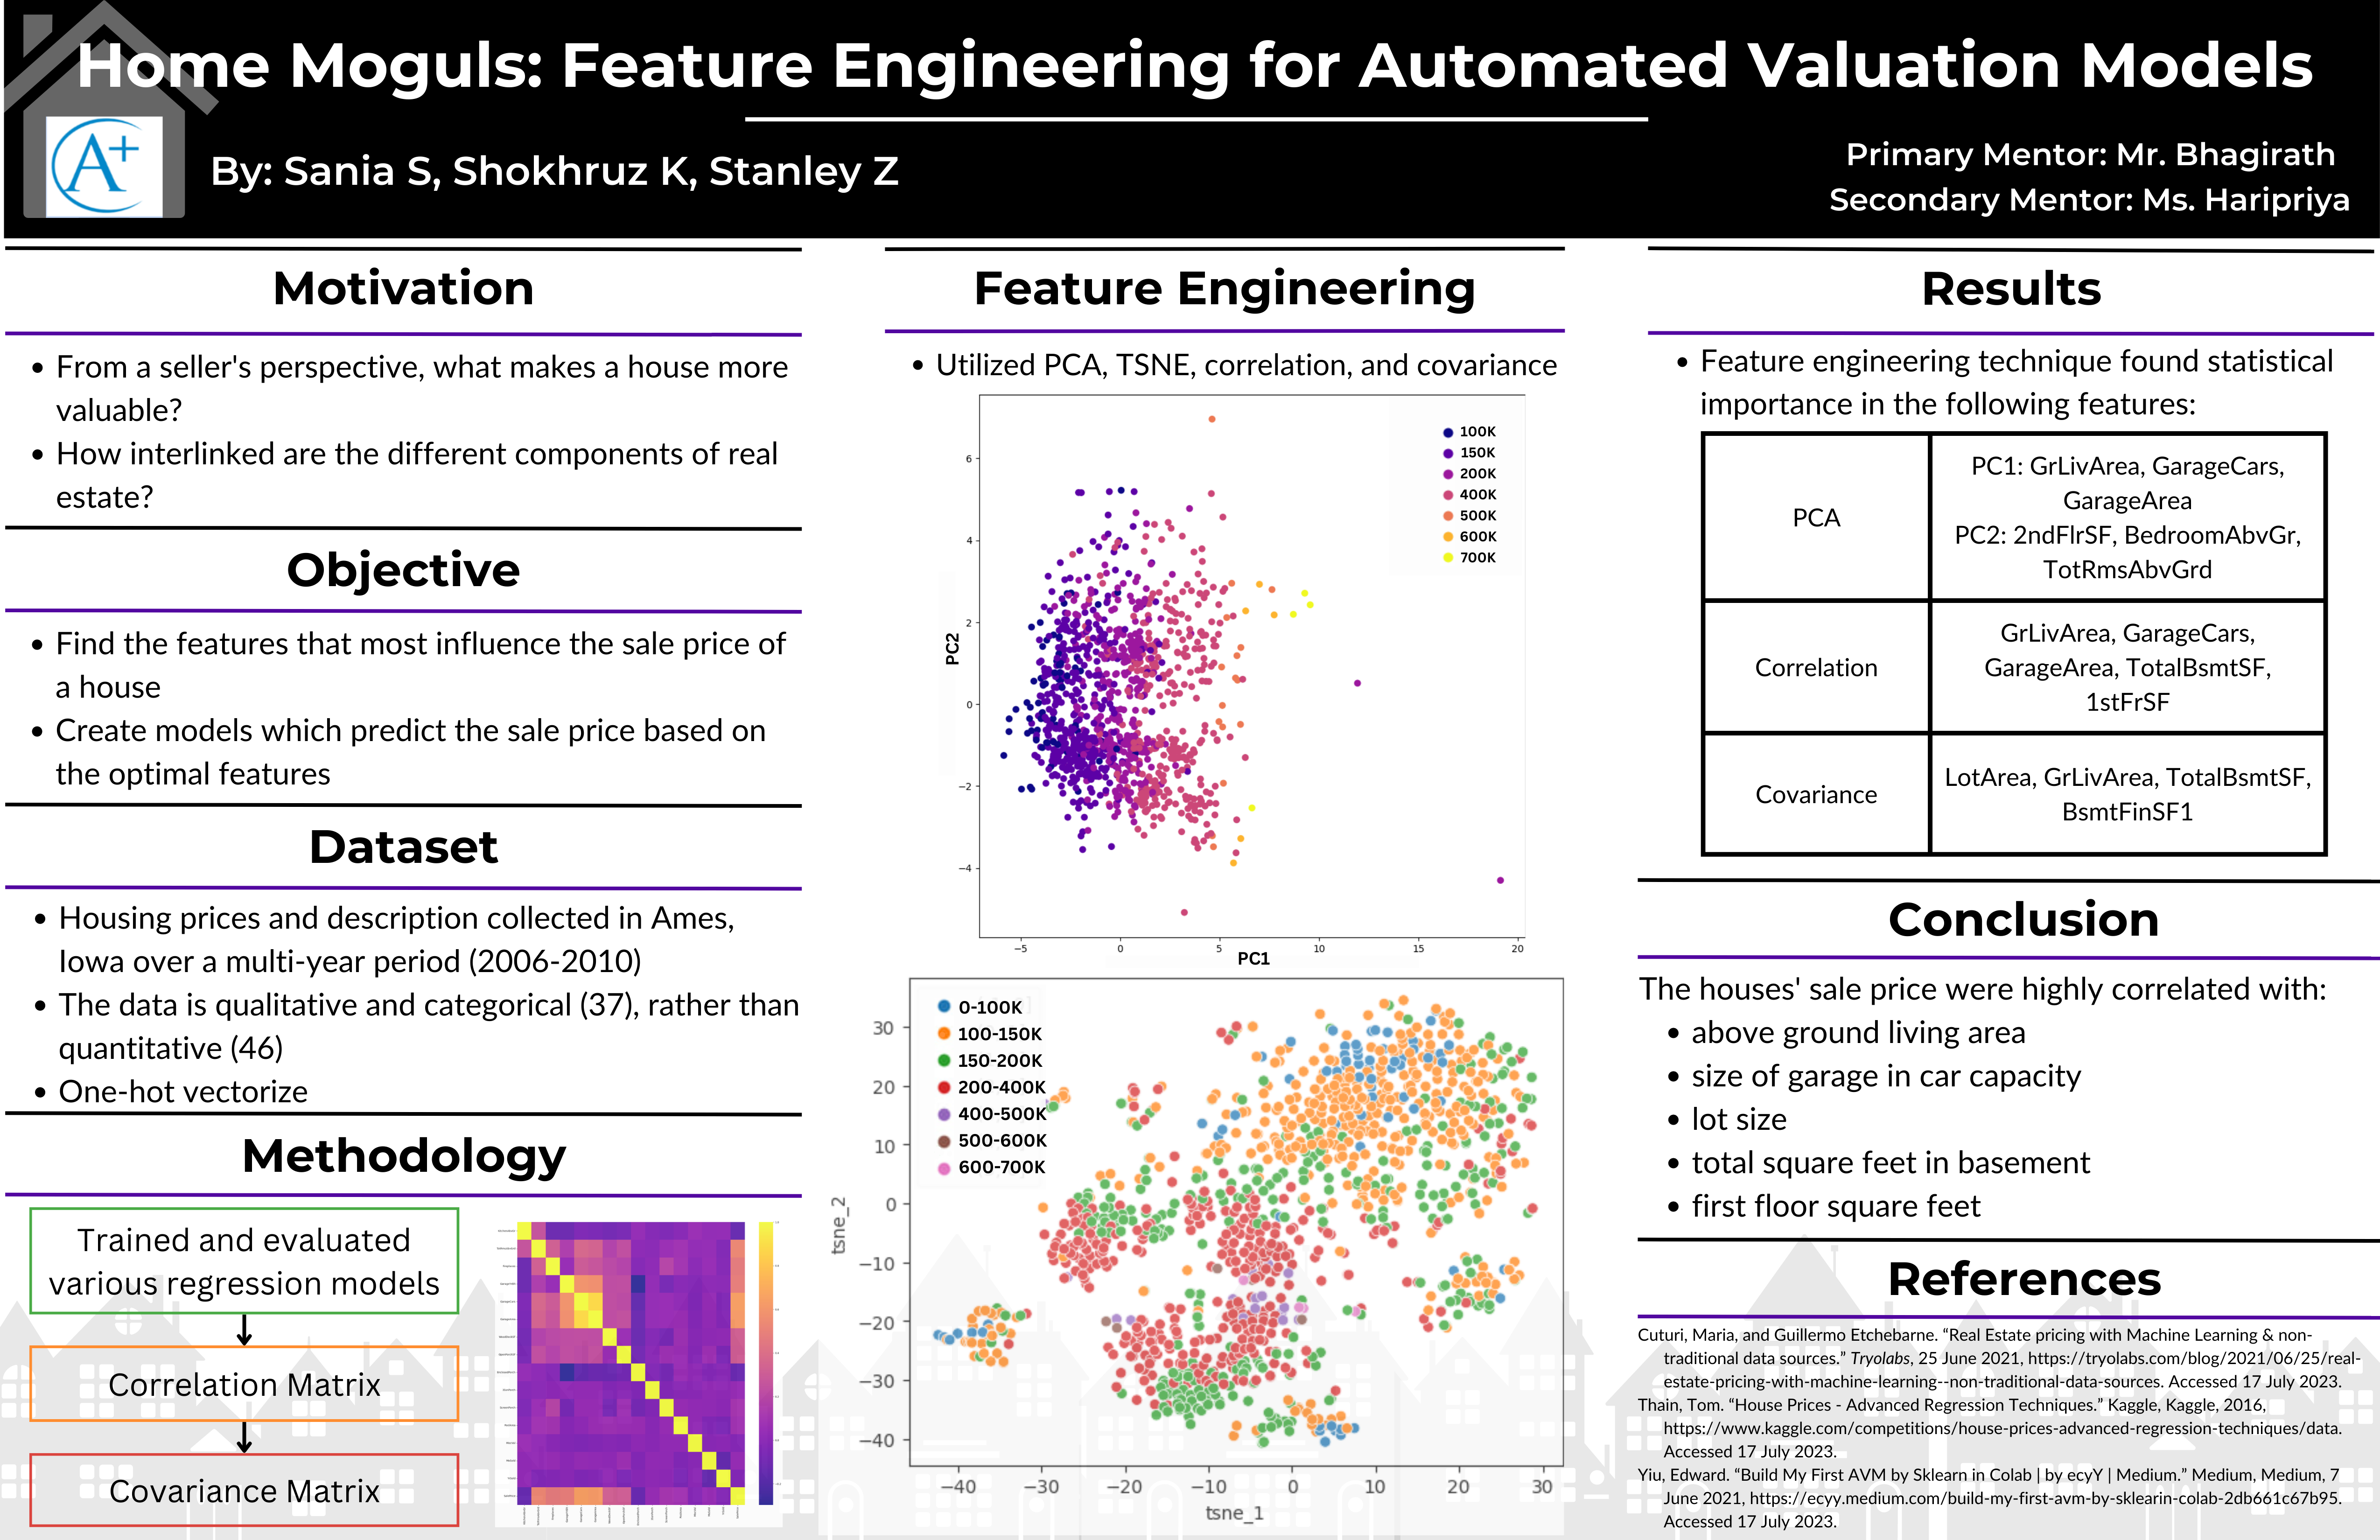 Home Moguls: Feature Engineering for Automated Valuation Models
A+
By: Sania S, Shokhruz K, Stanley Z
Primary Mentor: Mr. Bhagirath
Secondary Mentor: Ms. Haripriya
Motivation
• From a seller's perspective, what makes a house more
valuable?
• How interlinked are the different components of real
estate?
Objective
• Find the features that most influence the sale price of
a house
• Create models which predict the sale price based on
the optimal features
Dataset
• Housing prices and description collected in Ames,
Iowa over a multi-year period (2006-2010)
• The data is qualitative and categorical (37), rather than
quantitative (46)
• One-hot vectorize
Methodology
Trained and evaluated
various regression models
Correlation Matrix
Covariance Matrix
Feature Engineering
• Utilized PCA, TSNE, correlation, and covariance
100K
150K
200K
400K
500K
600K
700K
6
4
2
0
−2
−4
PC2
−5 0 5 10 15 20
PC1
0-100K
100-150K
150-200K
200-400K
400-500K
500-600K
600-700K
30
20
10
0
−10
−20
−30
−40
tsne_2
−40 −30 −20 −10 0 10 20 30
tsne_1
Results
• Feature engineering technique found statistical
importance in the following features:
PCA
PC1: GrLivArea, GarageCars,
GarageArea
PC2: 2ndFlrSF, BedroomAbvGr,
TotRmsAbvGrd
Correlation
GrLivArea, GarageCars,
GarageArea, TotalBsmtSF,
1stFrSF
Covariance
LotArea, GrLivArea, TotalBsmtSF,
BsmtFinSF1
Conclusion
The houses' sale price were highly correlated with:
• above ground living area
• size of garage in car capacity
• lot size
• total square feet in basement
• first floor square feet
References
Cuturi, Maria, and Guillermo Etchebarne. “Real Estate pricing with Machine Learning & non-
traditional data sources.” Tryolabs, 25 June 2021, https://tryolabs.com/blog/2021/06/25/real-
estate-pricing-with-machine-learning--non-traditional-data-sources. Accessed 17 July 2023.
Thain, Tom. “House Prices - Advanced Regression Techniques.” Kaggle, Kaggle, 2016,
https://www.kaggle.com/competitions/house-prices-advanced-regression-techniques/data.
Accessed 17 July 2023.
Yiu, Edward. “Build My First AVM by Sklearn in Colab | by ecyY | Medium.” Medium, Medium, 7
June 2021, https://ecyy.medium.com/build-my-first-avm-by-sklearin-colab-2db661c67b95.
Accessed 17 July 2023.